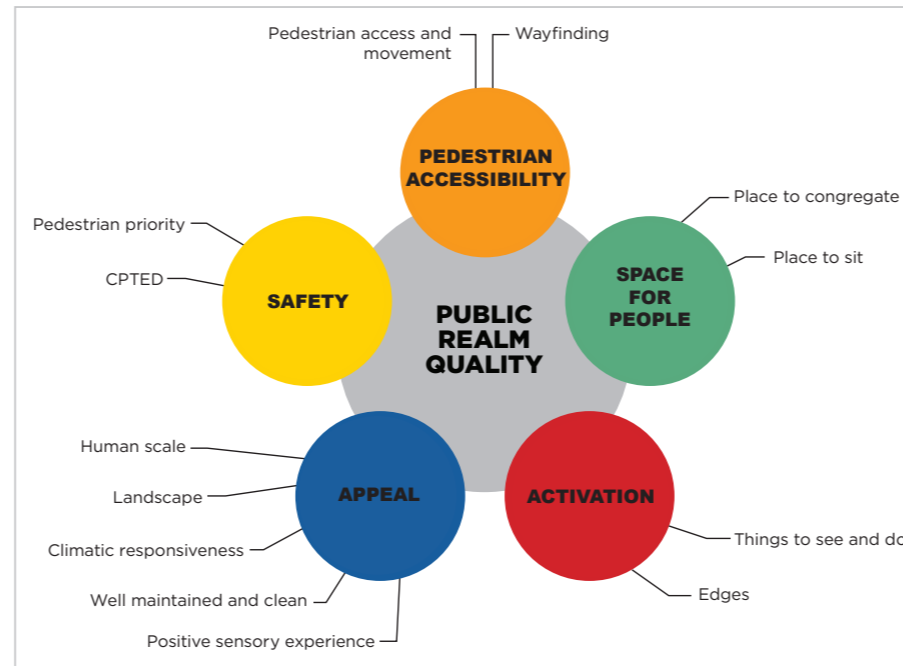 Pedestrian access and
movement
Wayfinding
PEDESTRIAN
ACCESSIBILITY
Place to congregate
Place to sit
SPACE
FOR
PEOPLE
Pedestrian priority
CPTED
SAFETY
PUBLIC
REALM
QUALITY
Human scale
Landscape
Climatic responsiveness
Well maintained and clean
Positive sensory experience
APPEAL
ACTIVATION
Things to see and do
Edges